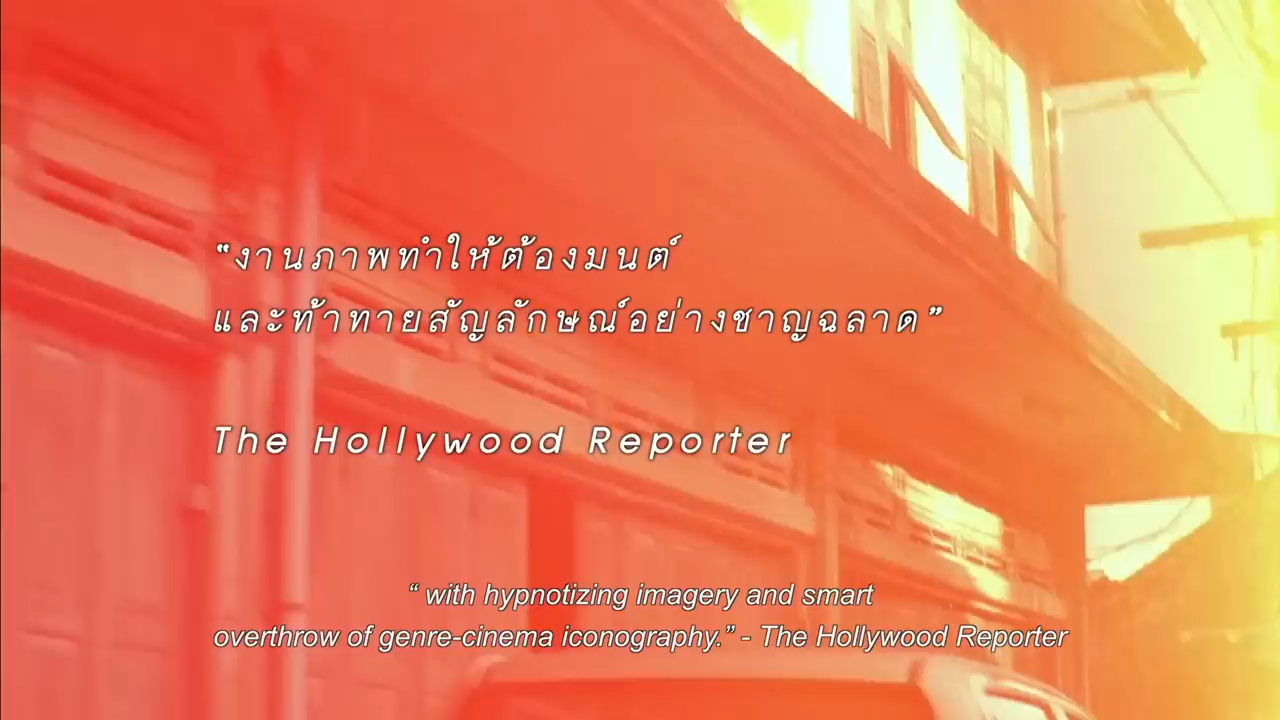 “งานภาพทำให้ต้องมนต์
และท้าทายสัญลักษณ์อย่างชาญฉลาด”
The Hollywood Reporter
“ with hypnotizing imagery and smart
overthrow of genre-cinema iconography.” - The Hollywood Reporter